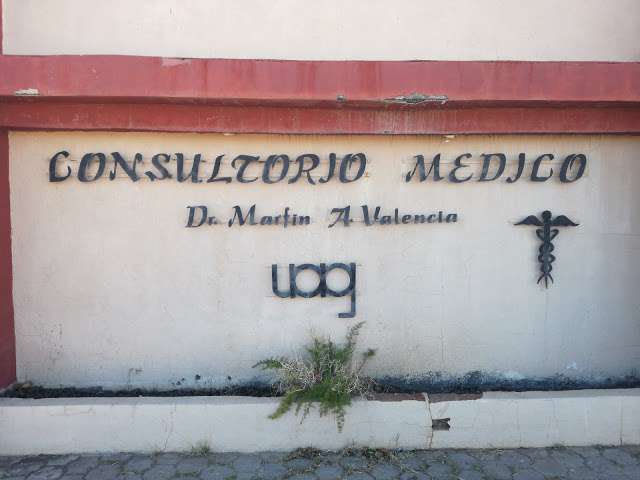 CONSULTORIO MEDICO
Dr. Martin A Valencia
uag